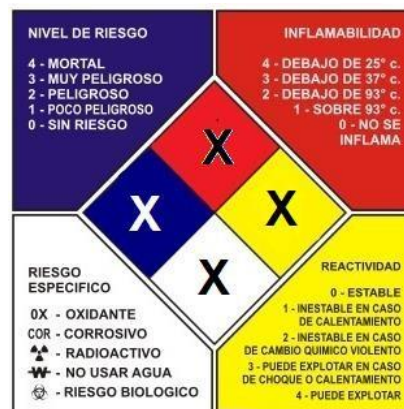 NIVEL DE RIESGO
4 - MORTAL
3 - MUY PELIGROSO
2 - PELIGROSO
1 - POCO PELIGROSO
0 - SIN RIESGO
INFLAMABILIDAD
4 - DEBAJO DE 25° c.
3 - DEBAJO DE 37° c.
2 - DEBAJO DE 93° c.
1 - SOBRE 93° c.
0 - NO SE
INFLAMA
X
X
X
X
RIESGO
ESPECIFICO
0X - OXIDANTE
COR - CORROSIVO
- RADIOACTIVO
W - NO USAR AGUA
- RIESGO BIOLOGICO
REACTIVIDAD
0 - ESTABLE
1 - INESTABLE EN CASO
DE CALENTAMIENTO
2 - INESTABLE EN CASO
DE CAMBIO QUIMICO VIOLENTO
3 - PUEDE EXPLOTAR EN CASO
DE CHOQUE O CALENTAMIENTO
4 - PUEDE EXPLOTAR